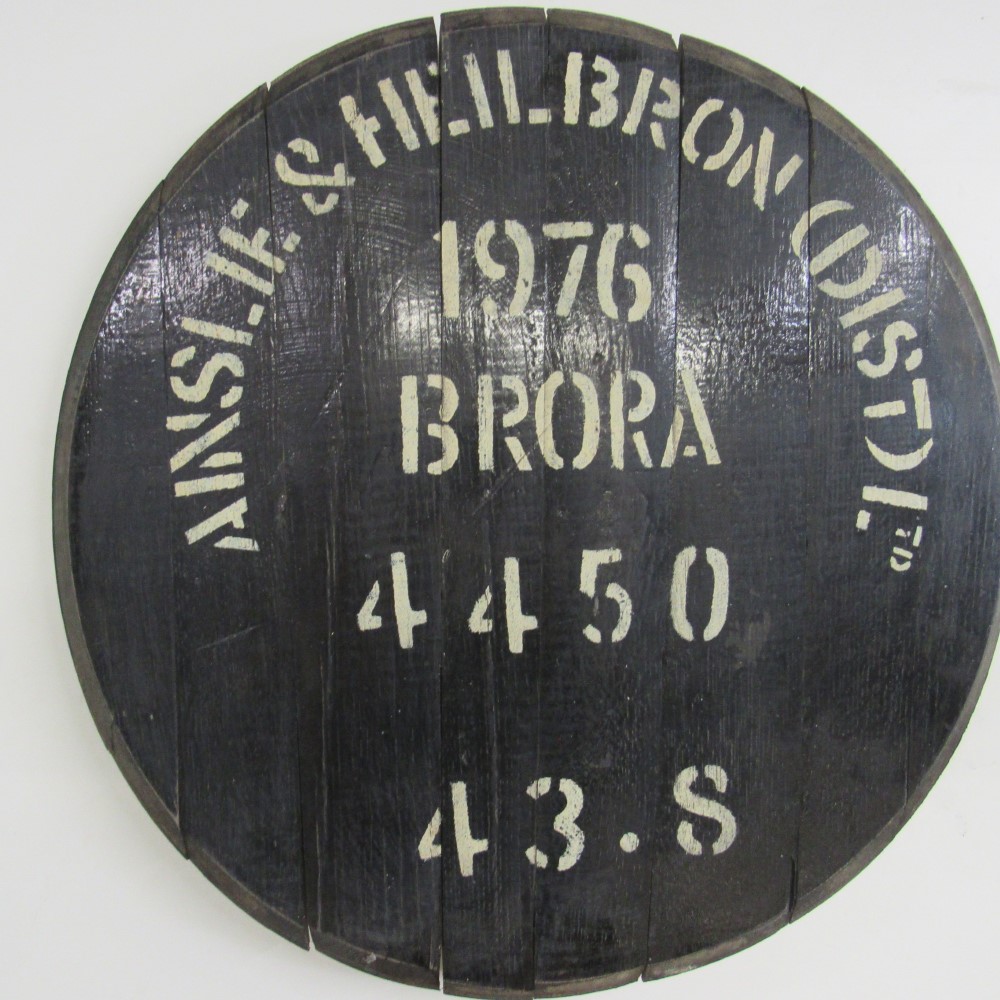 AINSLIE & HEILBRON (DIST) LTD
1976
BRORA
4450
43.S